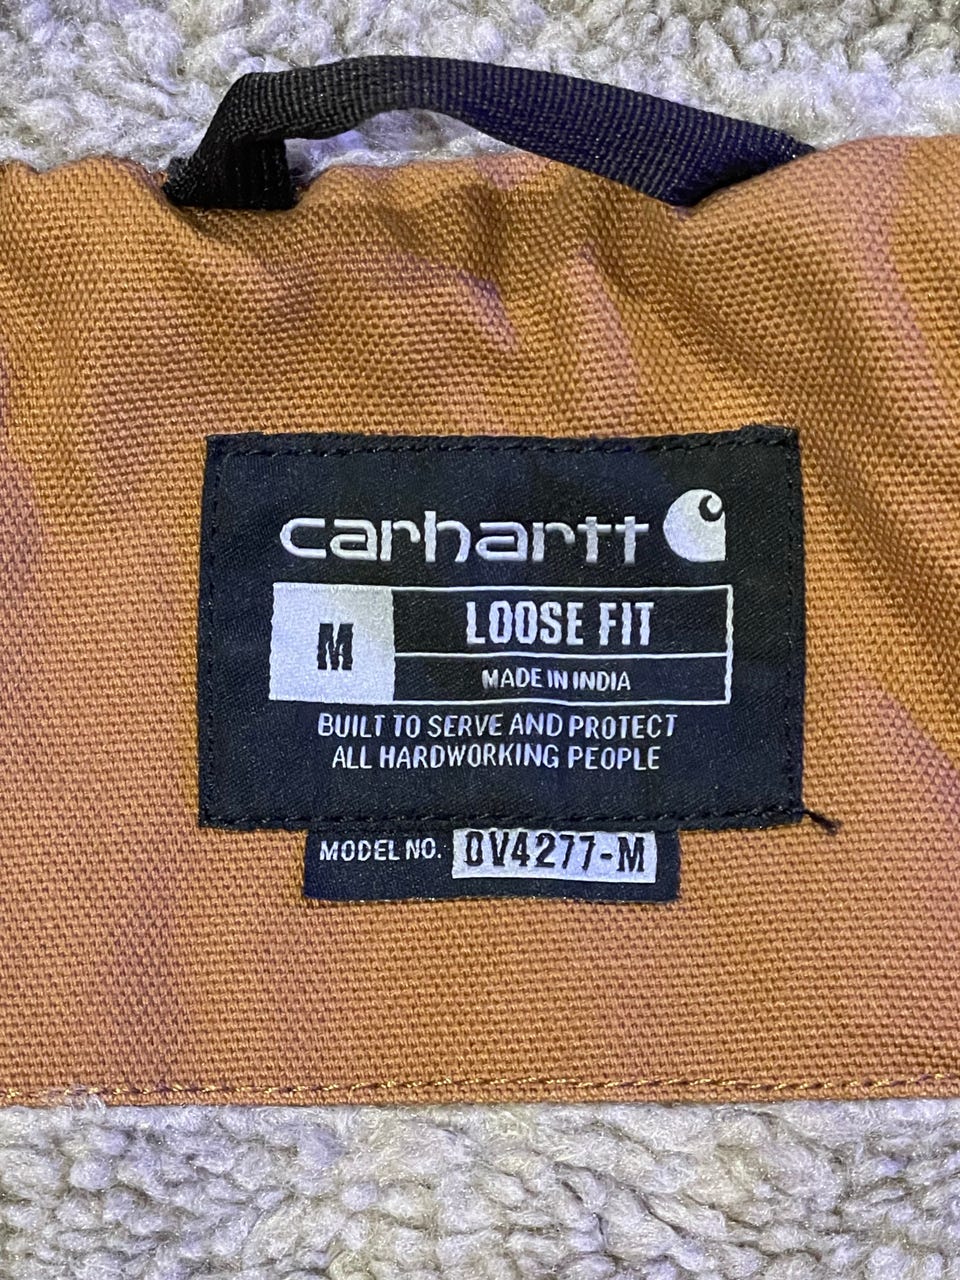 carhartt
M
LOOSE FIT
MADE IN INDIA
BUILT TO SERVE AND PROTECT
ALL HARDWORKING PEOPLE
MODEL NO. OV4277-M